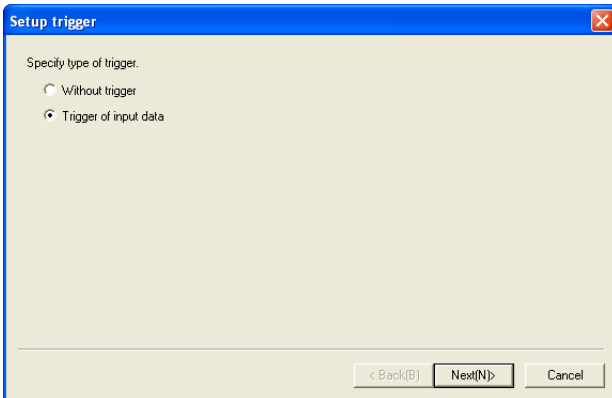 Setup trigger
Specify type of trigger.
Without trigger
Trigger of input data
< Back(B) Next(N)> Cancel